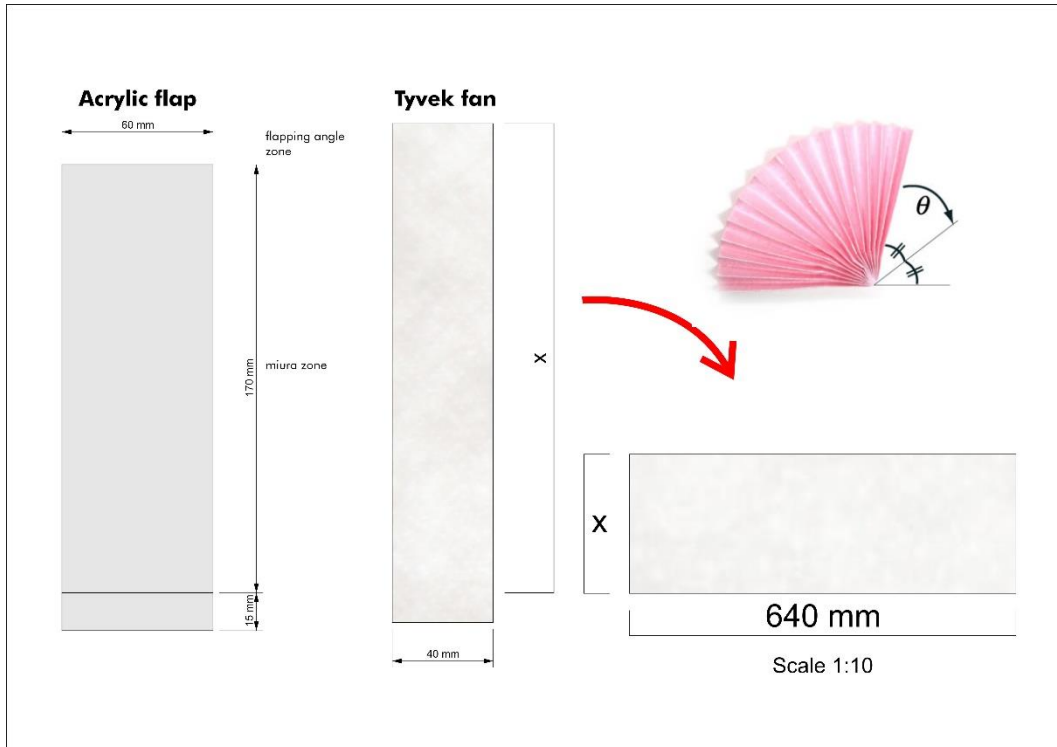 Acrylic flap
60 mm
flapping angle
zone
170 mm
miura zone
15 mm
Tyvek fan
x
40 mm
θ
x
640 mm
Scale 1:10